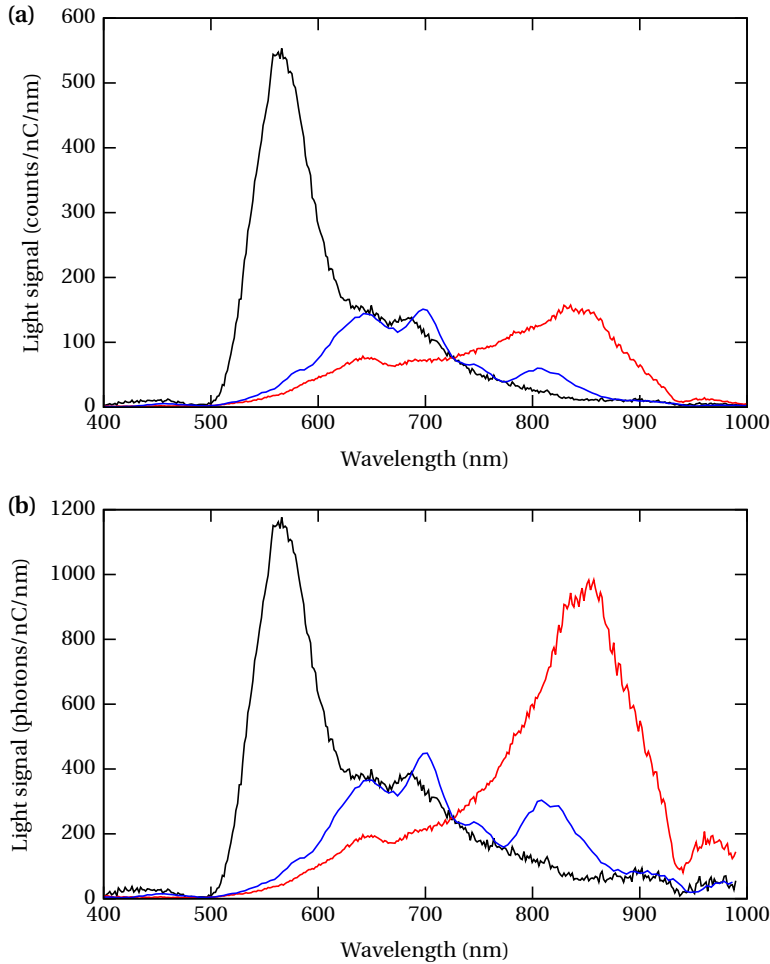 (a)
600
500
400
300
200
100
0
400 500 600 700 800 900 1000
Light signal (counts/nC/nm)
Wavelength (nm)
(b)
1200
1000
800
600
400
200
0
400 500 600 700 800 900 1000
Light signal (photons/nC/nm)
Wavelength (nm)